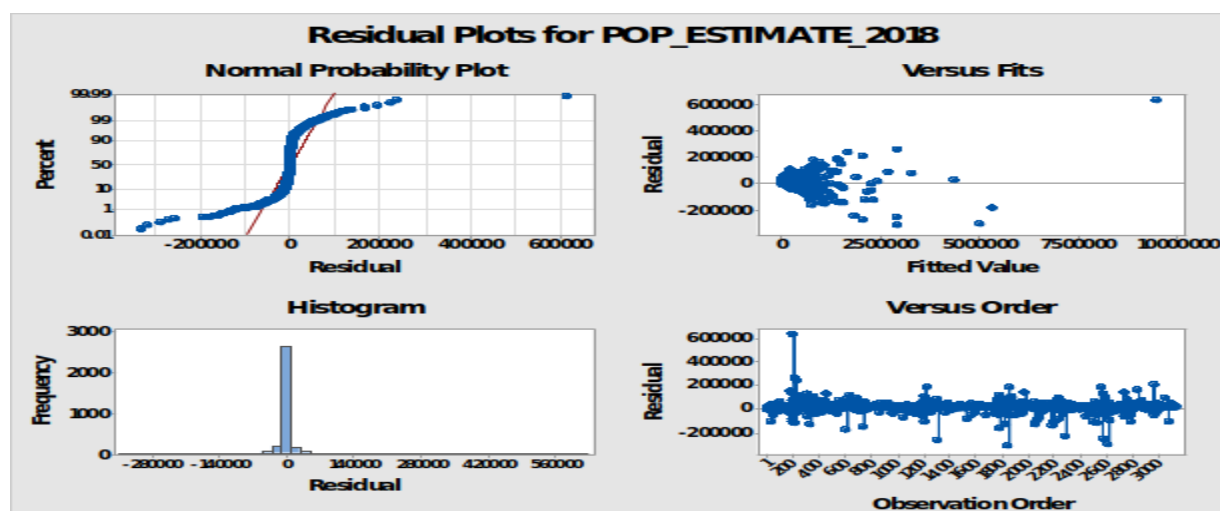 Residual Plots for POP_ESTIMATE_2018
Normal Probability Plot
99.99
99
90
50
10
1
0.01
Percent
-200000 0 200000 400000 600000
Residual
Versus Fits
600000
400000
200000
0
-200000
Residual
0 2500000 5000000 7500000 10000000
Fitted Value
Histogram
3000
2000
1000
0
Frequency
-280000 -140000 0 140000 280000 420000 560000
Residual
Versus Order
600000
400000
200000
0
-200000
Residual
1 200 400 600 800 1000 1200 1400 1600 1800 2000 2200 2400 2600 2800 3000
Observation Order